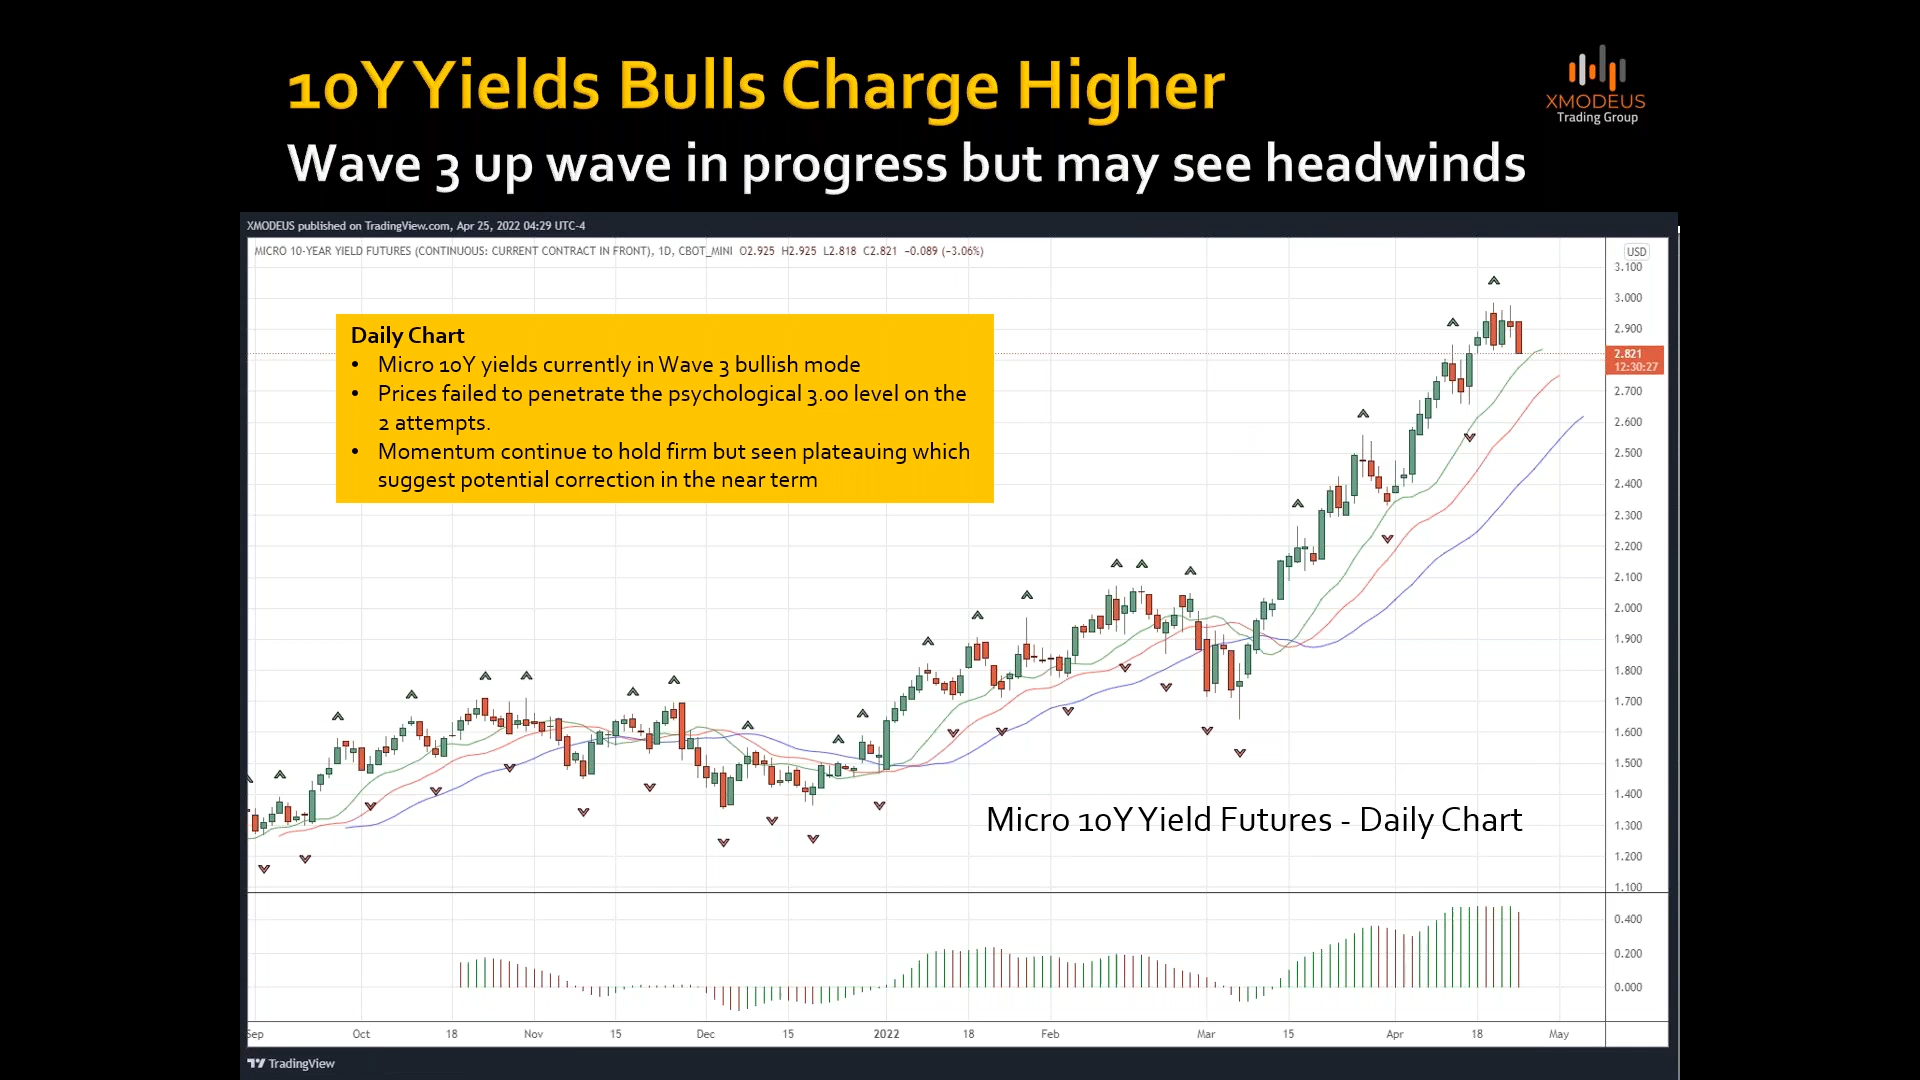 10Y Yields Bulls Charge Higher
XMODEUS
Trading Group
Wave 3 up wave in progress but may see headwinds
XMODEUS published on TradingView.com, Apr 25, 2022 04:29 UTC-4
MICRO 10-YEAR YIELD FUTURES (CONTINUOUS: CURRENT CONTRACT IN FRONT), 1D, CBOT_MINI O2.925 H2.925 L2.818 C2.821 −0.089 (−3.06%)
USD
3.100
3.000
2.900
2.821
12:30:27
2.700
2.600
2.500
2.400
2.300
2.200
2.100
2.000
1.900
1.800
1.700
1.600
1.500
1.400
1.300
1.200
1.100
0.400
0.200
0.000
Daily Chart
• Micro 10Y yields currently in Wave 3 bullish mode
• Prices failed to penetrate the psychological 3.00 level on the
2 attempts.
• Momentum continue to hold firm but seen plateauing which
suggest potential correction in the near term
Micro 10Y Yield Futures - Daily Chart
Sep Oct 18 Nov 15 Dec 15 2022 18 Feb Mar 15 Apr 18 May
TradingView